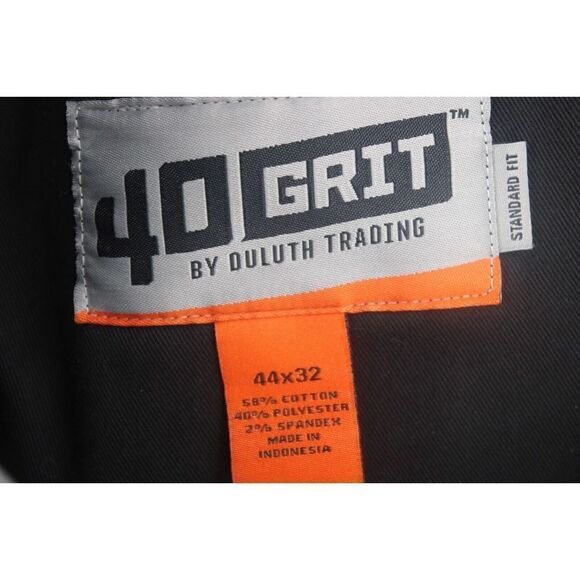 40 GRIT™
BY DULUTH TRADING
STANDARD FIT
44x32
58% COTTON
40% POLYESTER
2% SPANDEX
MADE IN
INDONESIA